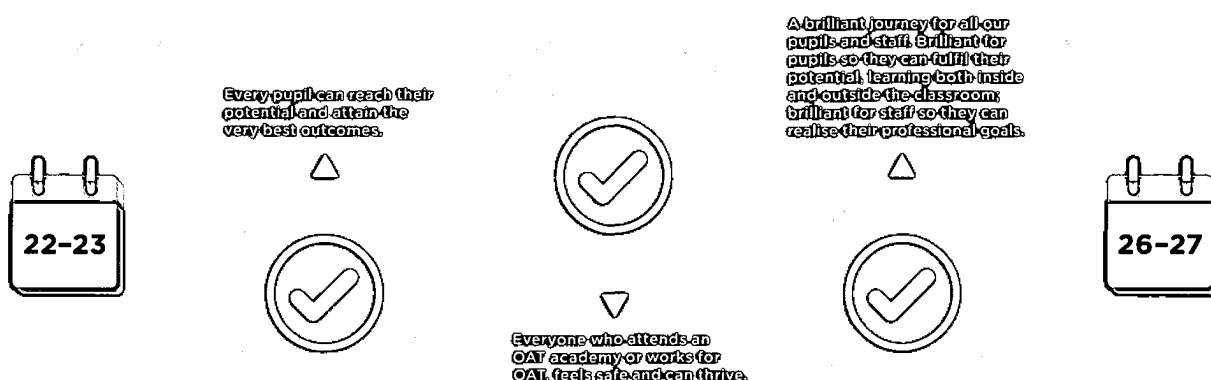 22-23
Every pupil can reach their
potential and attain the
very best outcomes.
Everyone who attends an
OAT academy or works for
OAT, feels safe and can thrive.
A brilliant journey for all our
pupils and staff. Brilliant for
pupils so they can fulfil their
potential, learning both inside
and outside the classroom;
brilliant for staff so they can
realise their professional goals.
26-27